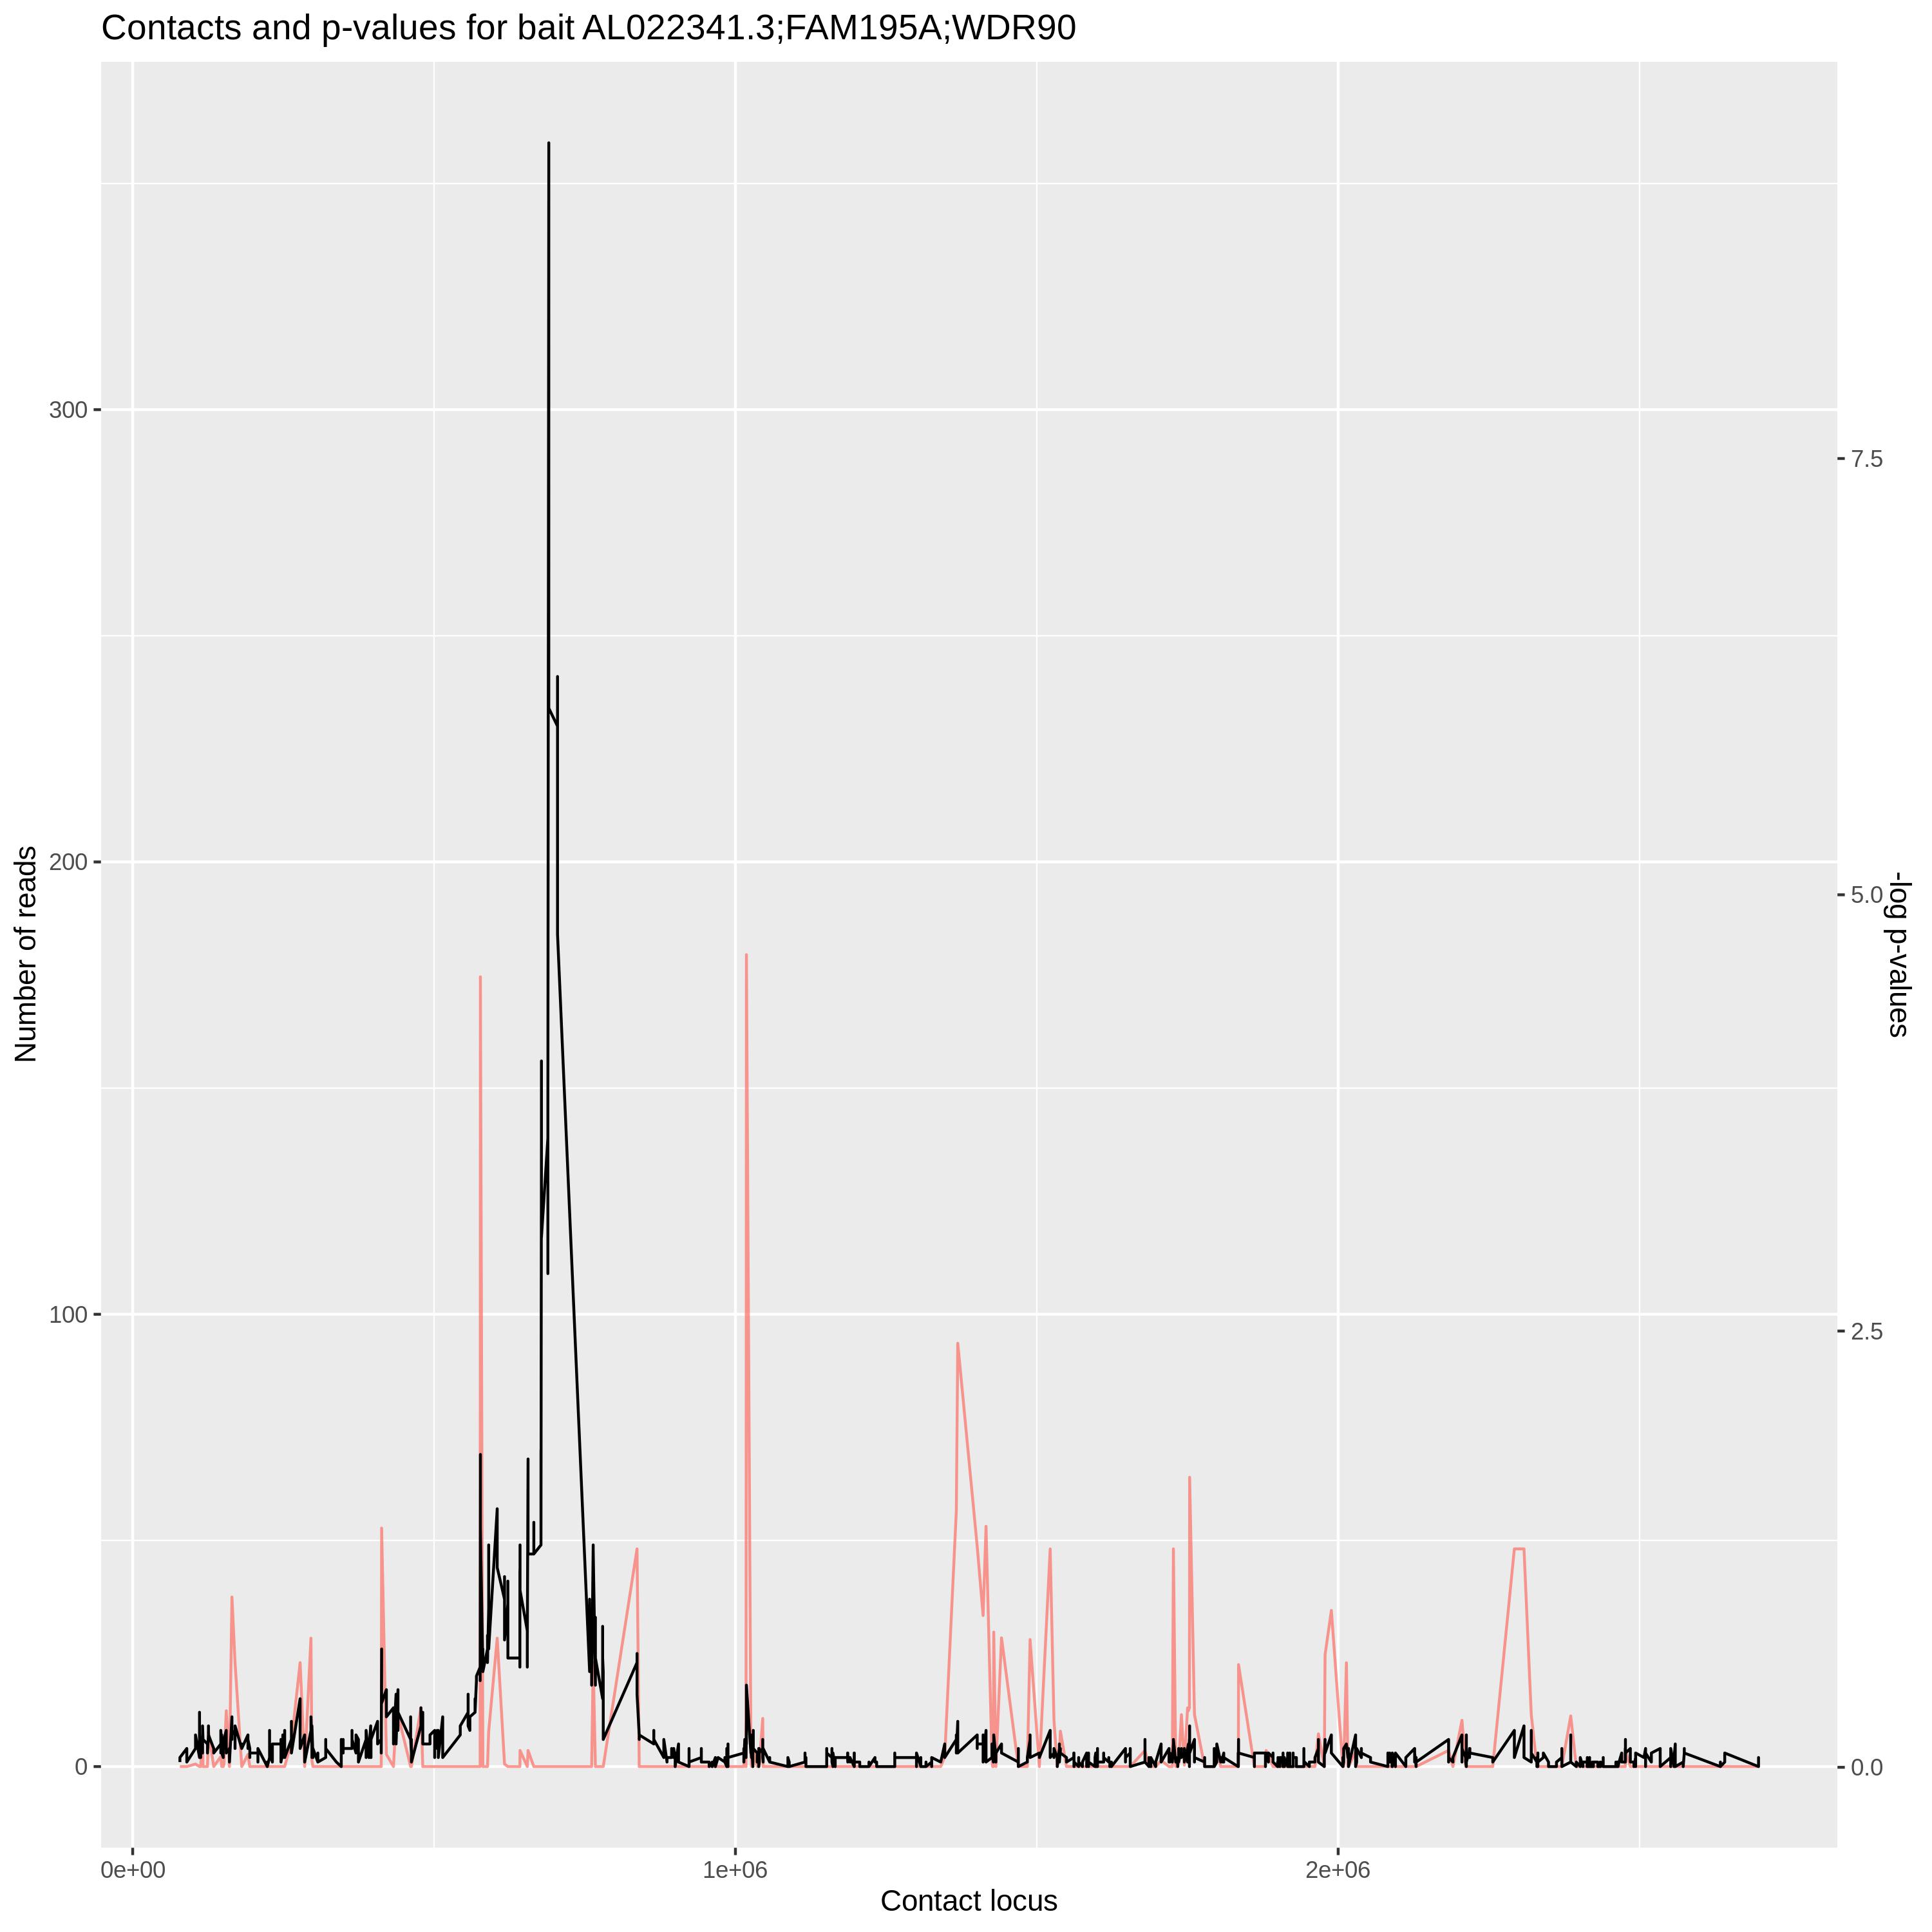 Contacts and p-values for bait AL022341.3;FAM195A;WDR90
300
200
100
0
Number of reads
7.5
5.0
2.5
0.0
-log p-values
0e+00
1e+06
2e+06
Contact locus